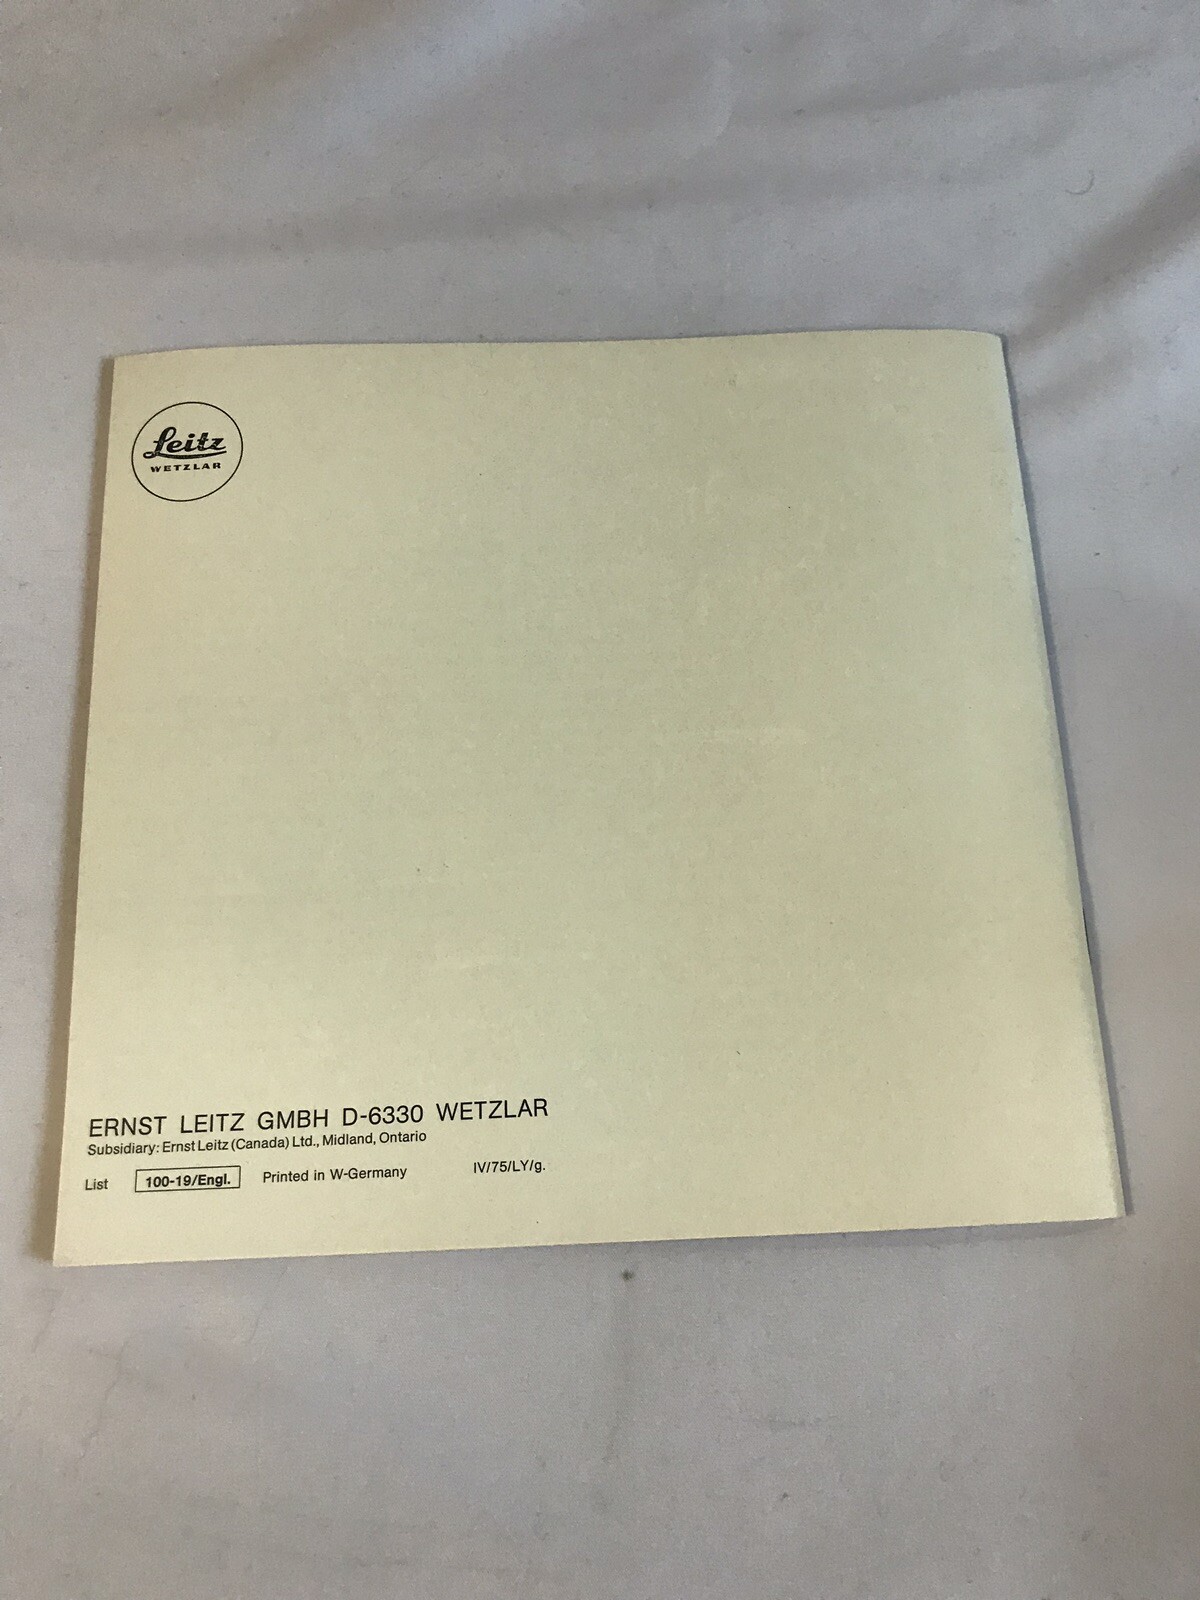 Leitz
WETZLAR
ERNST LEITZ GMBH D-6330 WETZLAR
Subsidiary: Ernst Leitz (Canada) Ltd., Midland, Ontario
List 100-19/Engl. Printed in W-Germany IV/75/LY/g.